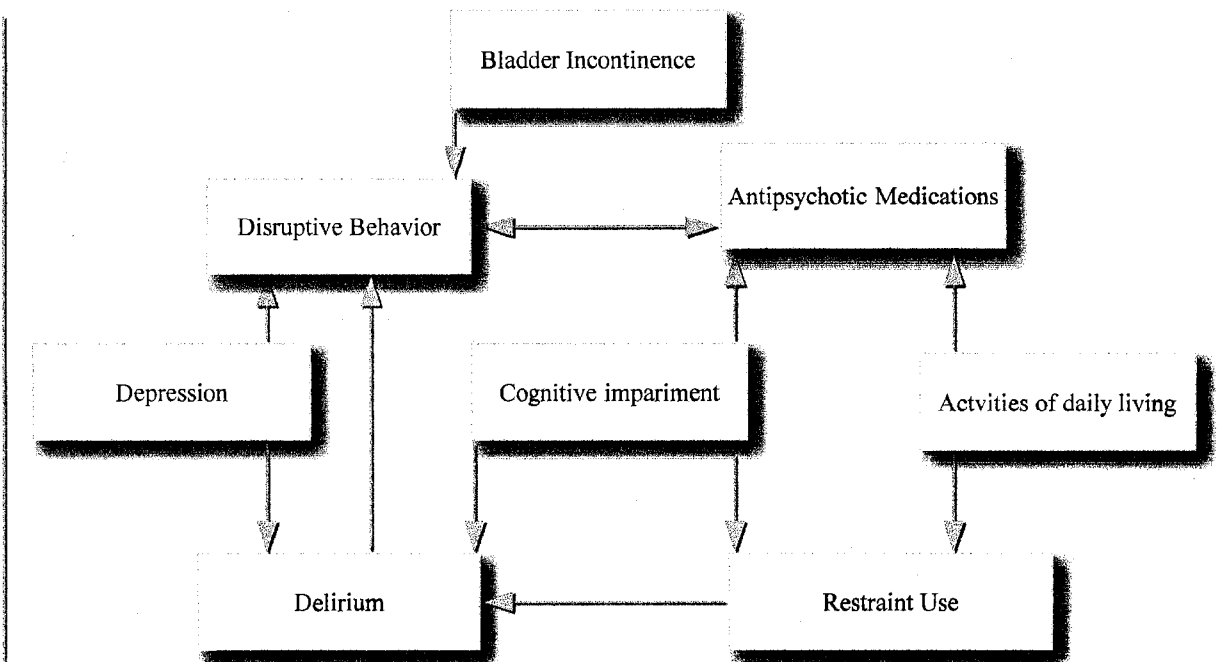 Bladder Incontinence
Antipsychotic Medications
Disruptive Behavior
Depression
Cognitive impariment
Actvities of daily living
Delirium
Restraint Use